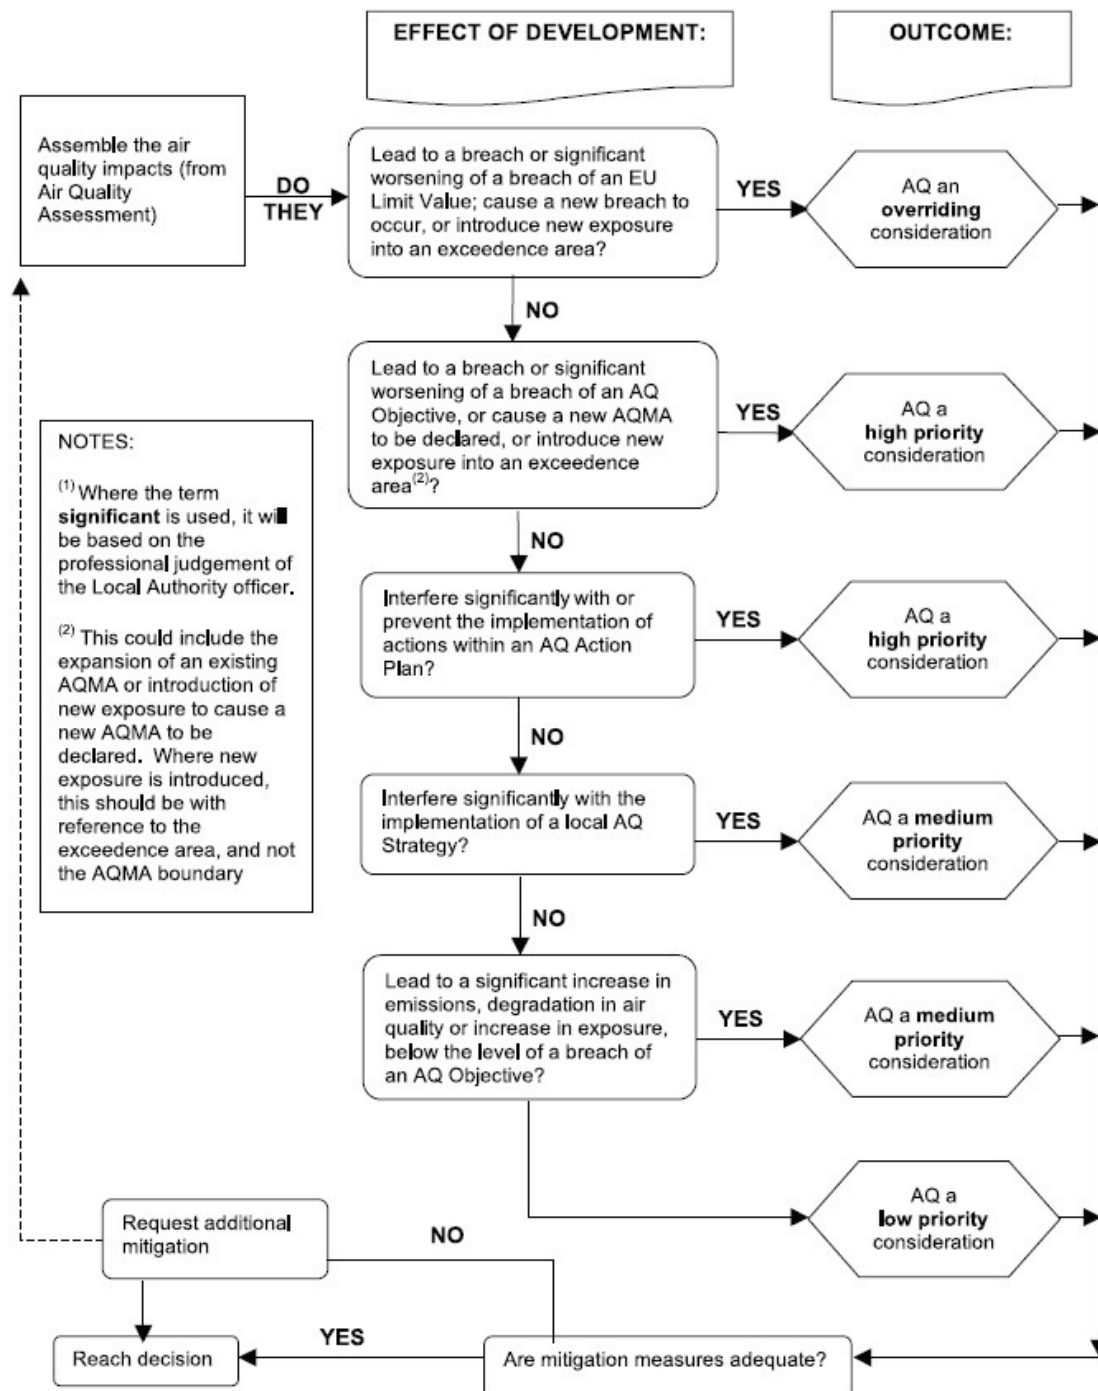 EFFECT OF DEVELOPMENT:
OUTCOME:
Assemble the air
quality impacts (from
Air Quality
Assessment)
DO
THEY
Lead to a breach or significant
worsening of a breach of an EU
Limit Value; cause a new breach to
occur, or introduce new exposure
into an exceedence area?
YES
AQ an
overriding
consideration
NO
Lead to a breach or significant
worsening of a breach of an AQ
Objective, or cause a new AQMA
to be declared, or introduce new
exposure into an exceedence
area(2)?
YES
AQ a
high priority
consideration
NOTES:
(1) Where the term
significant is used, it will
be based on the
professional judgement of
the Local Authority officer.
(2) This could include the
expansion of an existing
AQMA or introduction of
new exposure to cause a
new AQMA to be
declared. Where new
exposure is introduced,
this should be with
reference to the
exceedence area, and not
the AQMA boundary
NO
Interfere significantly with or
prevent the implementation of
actions within an AQ Action
Plan?
YES
AQ a
high priority
consideration
NO
Interfere significantly with the
implementation of a local AQ
Strategy?
YES
AQ a medium
priority
consideration
NO
Lead to a significant increase in
emissions, degradation in air
quality or increase in exposure,
below the level of a breach of
an AQ Objective?
YES
AQ a medium
priority
consideration
AQ a
low priority
consideration
Request additional
mitigation
NO
Reach decision
YES
Are mitigation measures adequate?